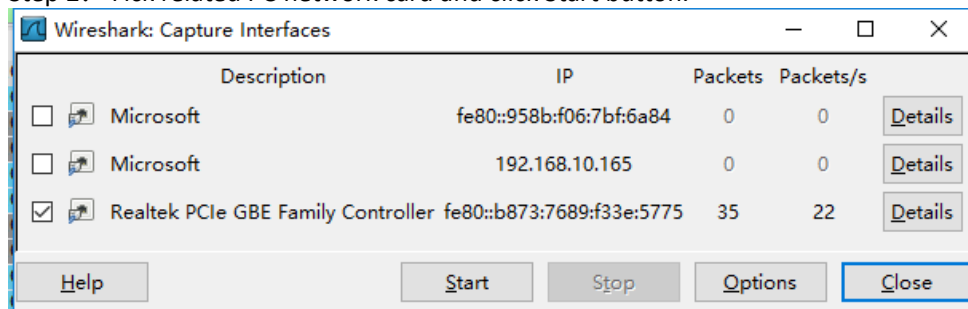 Wireshark: Capture Interfaces
Description IP Packets Packets/s
Microsoft fe80::958b:f06:7bf:6a84 0 0 Details
Microsoft 192.168.10.165 0 0 Details
Realtek PCIe GBE Family Controller fe80::b873:7689:f33e:5775 35 22 Details
Help Start Stop Options Close